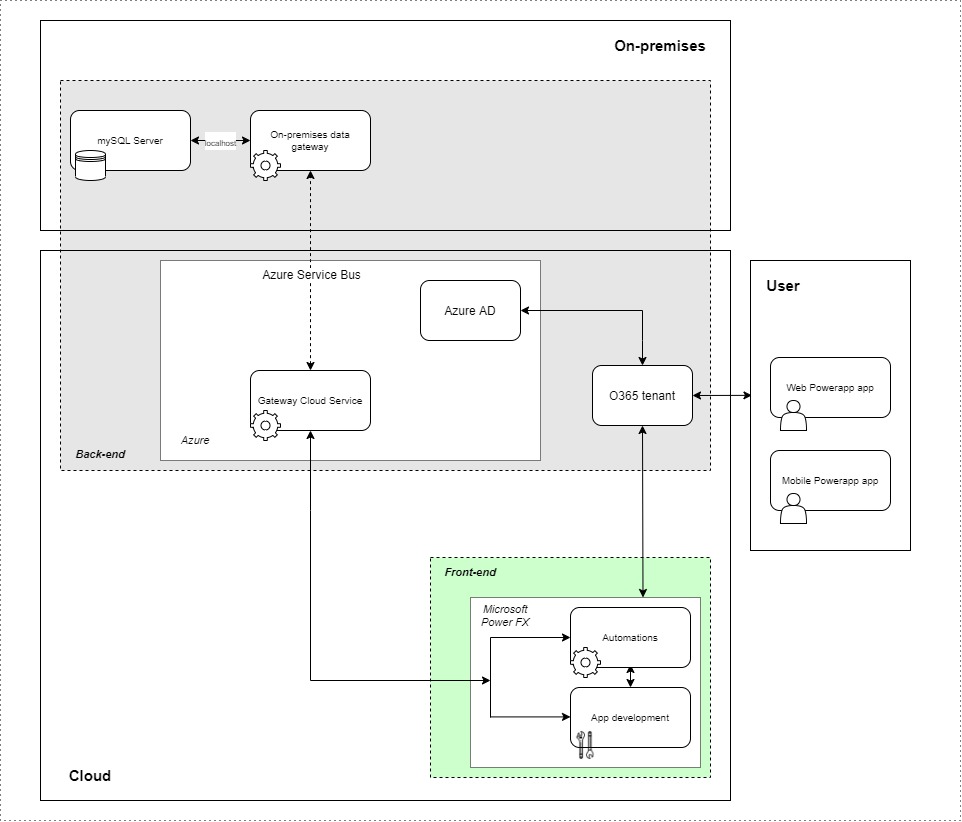 On-premises
mySQL Server
localhost
On-premises data
gateway
Azure Service Bus
Azure AD
User
Web Powerapp app
O365 tenant
Gateway Cloud Service
Azure
Back-end
Mobile Powerapp app
Front-end
Microsoft
Power FX
Automations
App development
Cloud